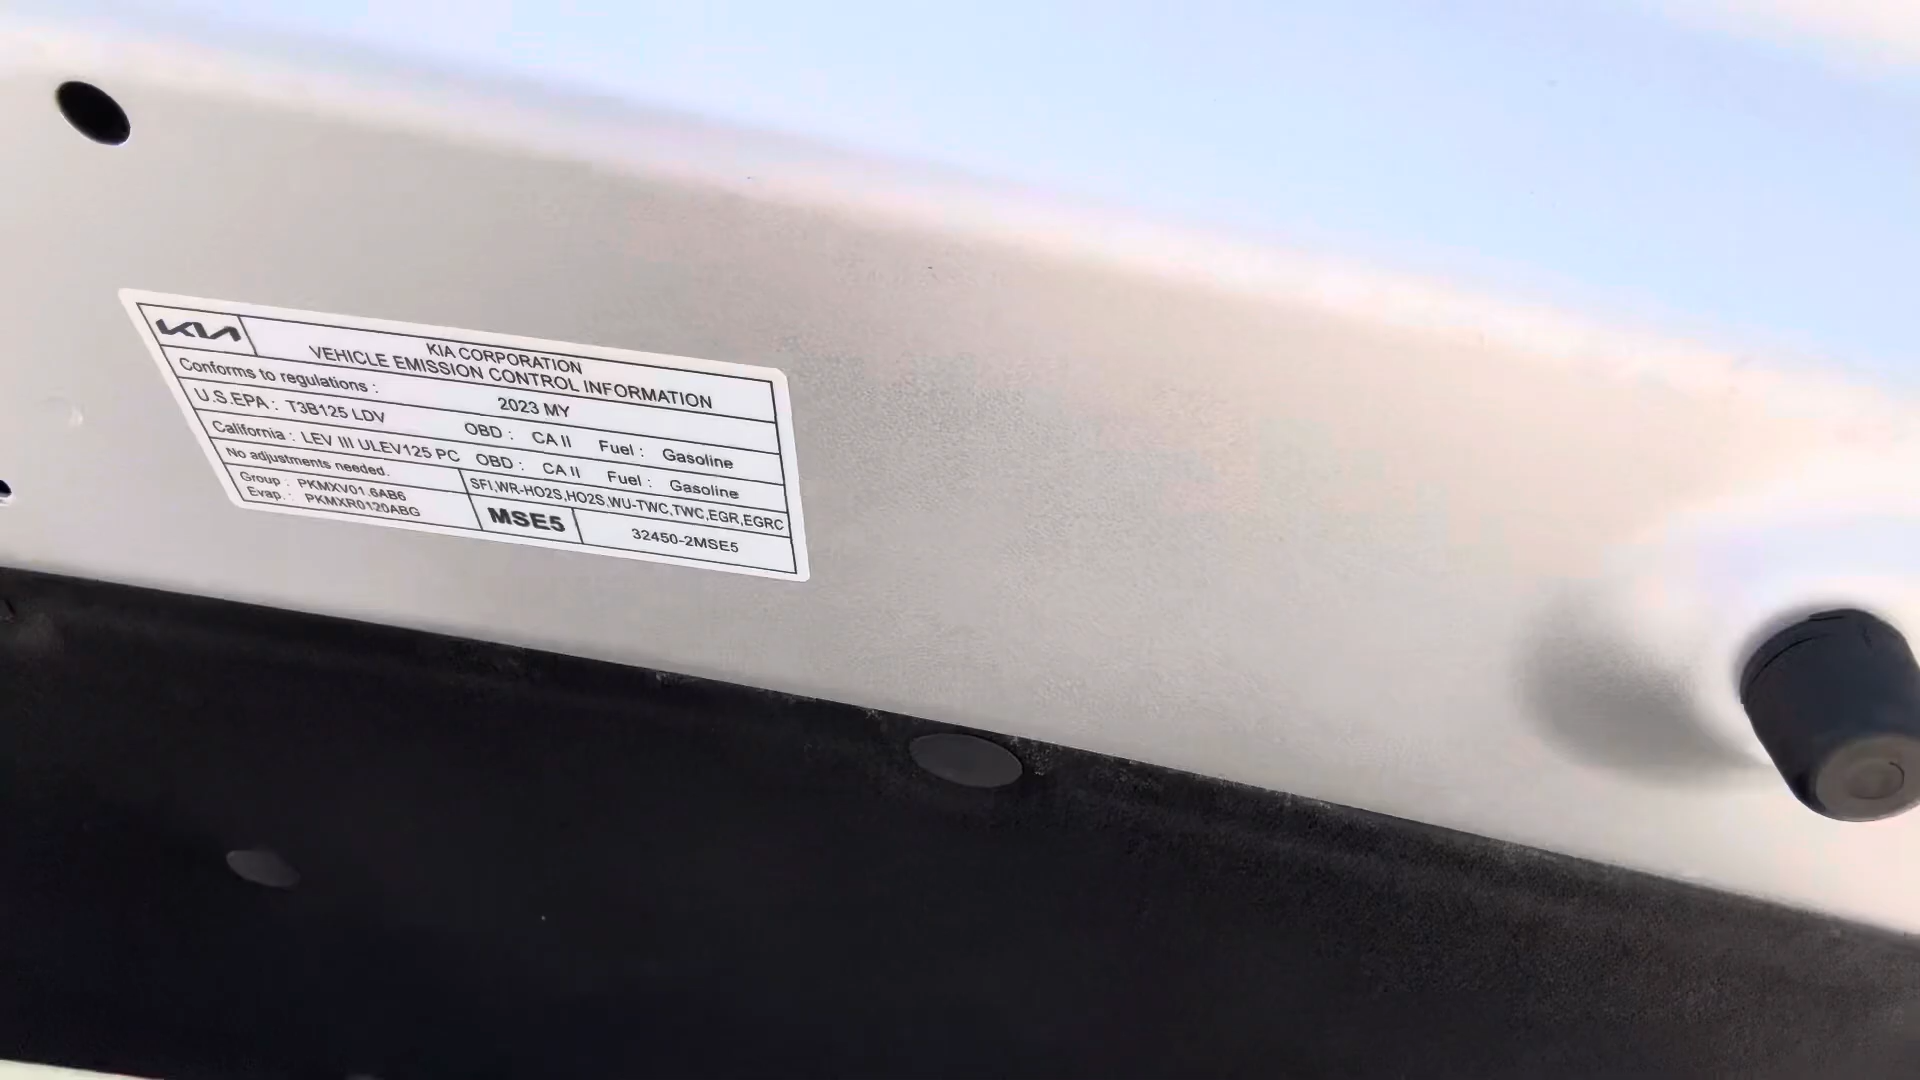 KIA
KIA CORPORATION
VEHICLE EMISSION CONTROL INFORMATION
Conforms to regulations : 2023 MY
U.S.EPA : T3B125 LDV OBD : CA II Fuel : Gasoline
California : LEV III ULEV125 PC OBD : CA II Fuel : Gasoline
No adjustments needed. SFI,WR-HO2S,HO2S,WU-TWC,TWC,EGR,EGRC
Group : PKMXV01.6AB6
Evap. : PKMXR0120ABG
MSE5 32450-2MSE5